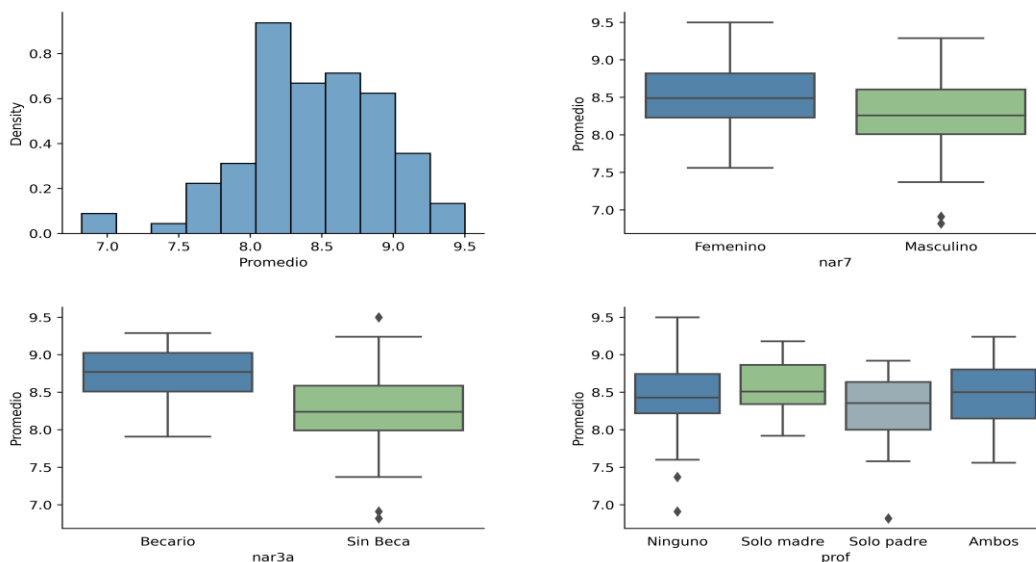 0.8
0.6
0.4
0.2
0.0
Density
7.0 7.5 8.0 8.5 9.0 9.5
Promedio
9.5
9.0
8.5
8.0
7.5
7.0
Promedio
Femenino Masculino
nar7
9.5
9.0
8.5
8.0
7.5
7.0
Promedio
Becario Sin Beca
nar3a
9.5
9.0
8.5
8.0
7.5
7.0
Promedio
Ninguno Solo madre Solo padre Ambos
prof